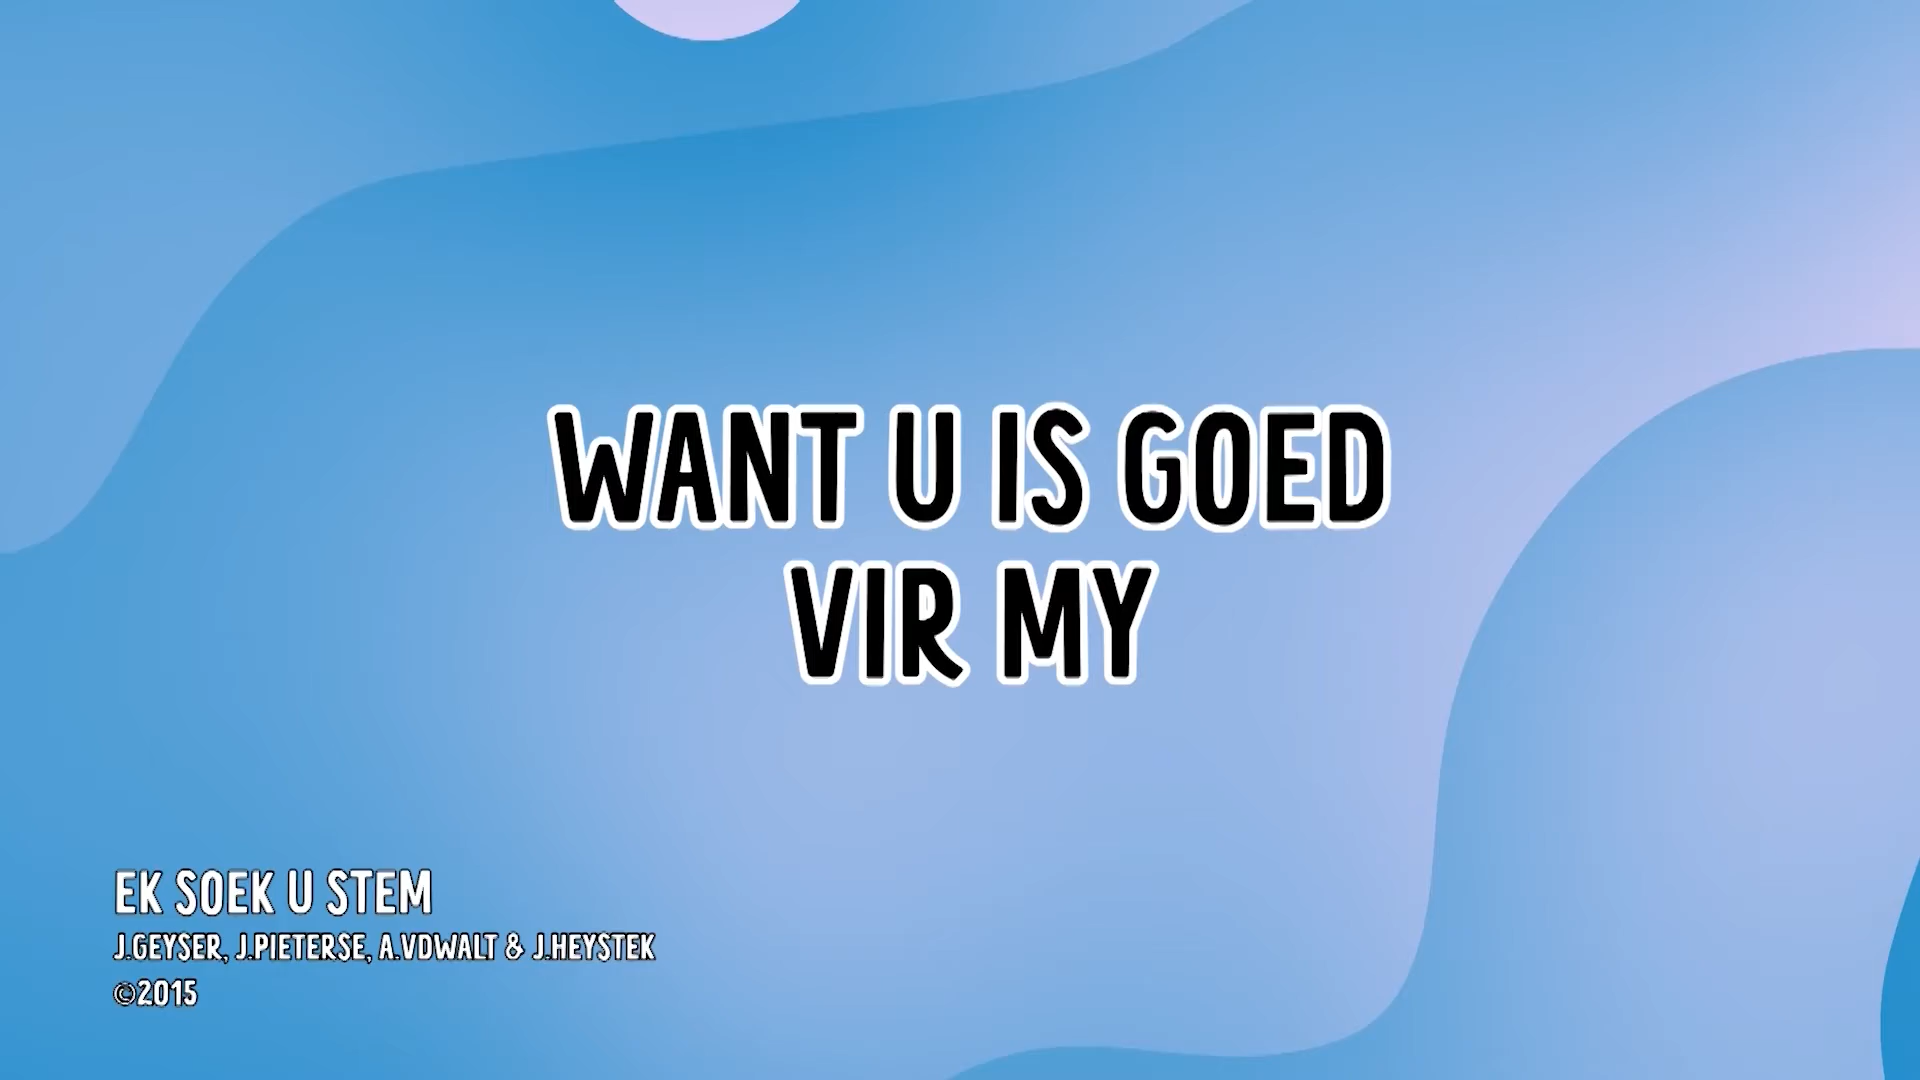 WANT U IS GOED
VIR MY
EK SOEK U STEM
J.GEYSER, J.PIETERSE, A.VDWALT & J.HEYSTEK
©2015